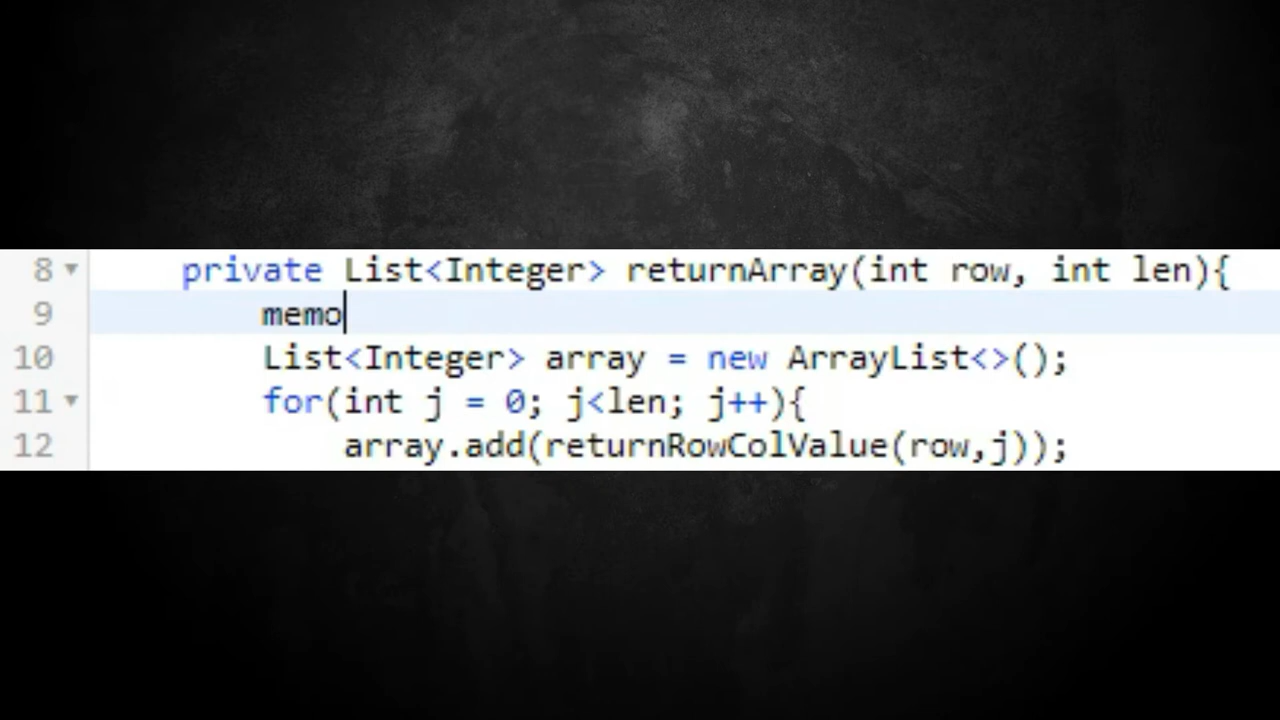 8 private List<Integer> returnArray(int row, int len){
9 memo
10 List<Integer> array = new ArrayList<>();
11 for(int j = 0; j<len; j++){
12 array.add(returnRowColValue(row,j));